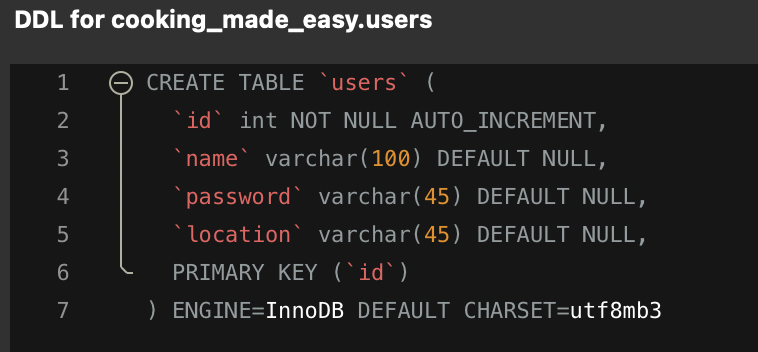 DDL for cooking_made_easy.users
1 CREATE TABLE `users` (
2 `id` int NOT NULL AUTO_INCREMENT,
3 `name` varchar(100) DEFAULT NULL,
4 `password` varchar(45) DEFAULT NULL,
5 `location` varchar(45) DEFAULT NULL,
6 PRIMARY KEY (`id`)
7 ) ENGINE=InnoDB DEFAULT CHARSET=utf8mb3